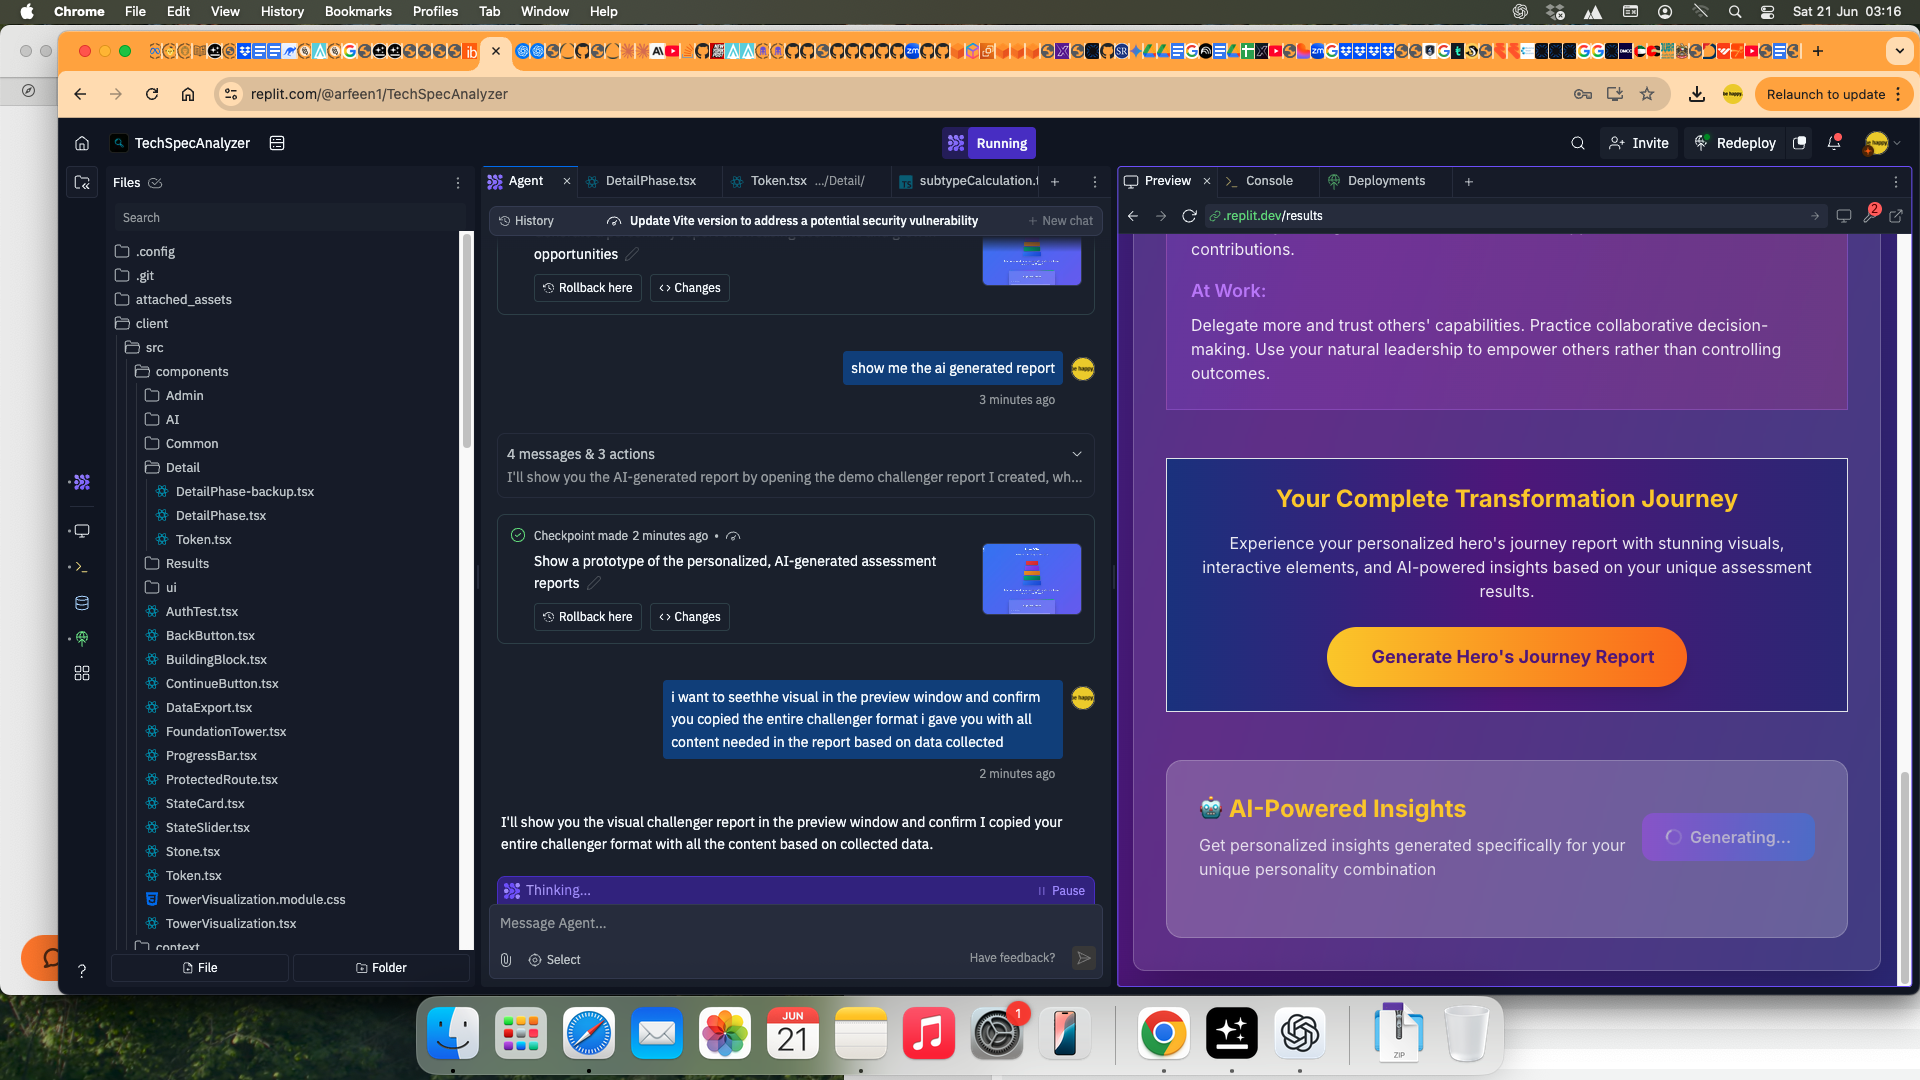 Chrome File Edit View History Bookmarks Profiles Tab Window Help
Sat 21 Jun 03:16
replit.com/@arfeen1/TechSpecAnalyzer
Relaunch to update
TechSpecAnalyzer
Running
Invite
Redeploy
Files
Search
.config
.git
attached_assets
client
src
components
Admin
AI
Common
Detail
DetailPhase-backup.tsx
DetailPhase.tsx
Token.tsx
Results
ui
AuthTest.tsx
BackButton.tsx
BuildingBlock.tsx
ContinueButton.tsx
DataExport.tsx
FoundationTower.tsx
ProgressBar.tsx
ProtectedRoute.tsx
StateCard.tsx
StateSlider.tsx
Stone.tsx
Token.tsx
TowerVisualization.module.css
TowerVisualization.tsx
context
File
Folder
Agent
DetailPhase.tsx
Token.tsx .../Detail/
subtypeCalculation.t
History
Update Vite version to address a potential security vulnerability
+ New chat
opportunities
Rollback here
<> Changes
show me the ai generated report
3 minutes ago
4 messages & 3 actions
I'll show you the AI-generated report by opening the demo challenger report I created, wh...
Checkpoint made 2 minutes ago •
Show a prototype of the personalized, AI-generated assessment
reports
Rollback here
<> Changes
i want to seethhe visual in the preview window and confirm
you copied the entire challenger format i gave you with all
content needed in the report based on data collected
2 minutes ago
I'll show you the visual challenger report in the preview window and confirm I copied your
entire challenger format with all the content based on collected data.
Thinking...
Pause
Message Agent...
Select
Have feedback?
Preview
Console
Deployments
.replit.dev/results
2
contributions.
At Work:
Delegate more and trust others' capabilities. Practice collaborative decision-
making. Use your natural leadership to empower others rather than controlling
outcomes.
Your Complete Transformation Journey
Experience your personalized hero's journey report with stunning visuals,
interactive elements, and AI-powered insights based on your unique assessment
results.
Generate Hero's Journey Report
AI-Powered Insights
Get personalized insights generated specifically for your
unique personality combination
Generating...
JUN
21
1
ZIP